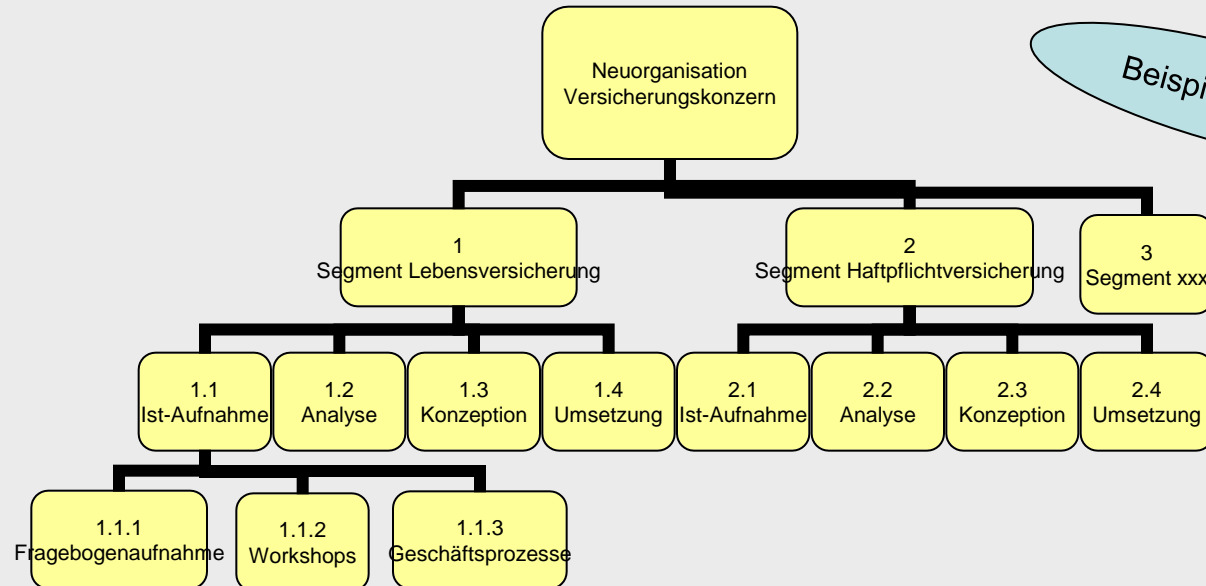 Neuorganisation
Versicherungskonzern
1
Segment Lebensversicherung
2
Segment Haftpflichtversicherung
3
Segment xxx
1.1
Ist-Aufnahme
1.2
Analyse
1.3
Konzeption
1.4
Umsetzung
2.1
Ist-Aufnahme
2.2
Analyse
2.3
Konzeption
2.4
Umsetzung
1.1.1
Fragebogenaufnahme
1.1.2
Workshops
1.1.3
Geschäftsprozesse